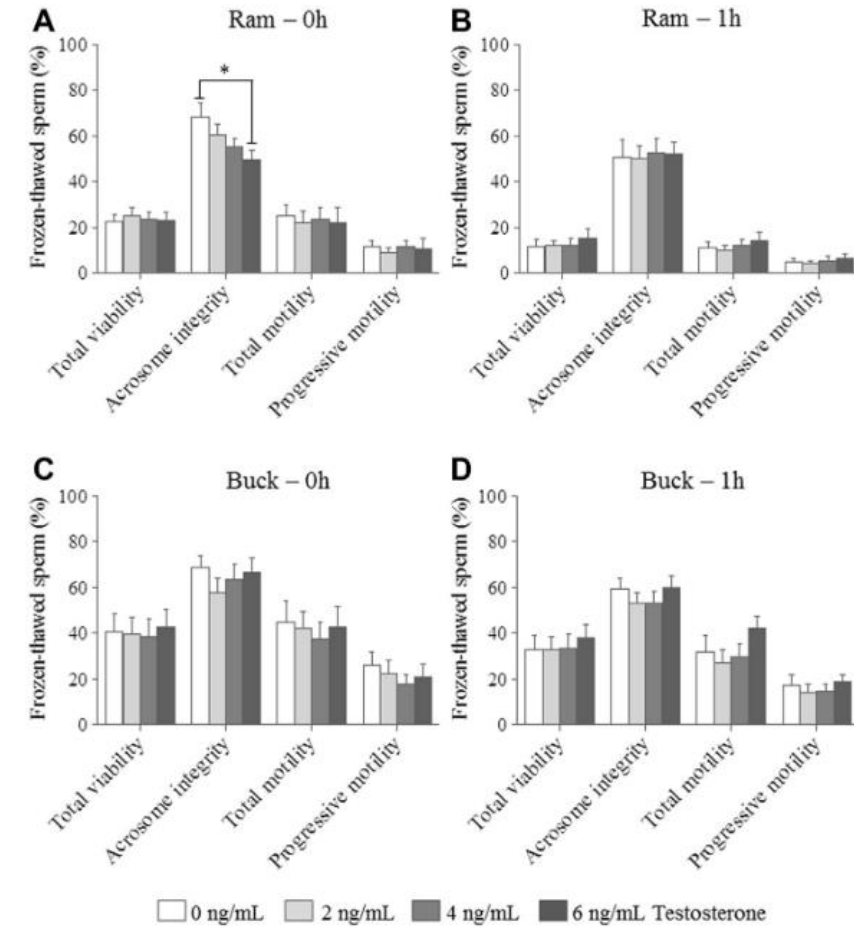 A
Ram – 0h
Frozen-thawed sperm (%)
100
80
60
40
20
0
*
Total viability
Acrosome integrity
Total motility
Progressive motility
B
Ram – 1h
Frozen-thawed sperm (%)
100
80
60
40
20
0
Total viability
Acrosome integrity
Total motility
Progressive motility
C
Buck – 0h
Frozen-thawed sperm (%)
100
80
60
40
20
0
Total viability
Acrosome integrity
Total motility
Progressive motility
D
Buck – 1h
Frozen-thawed sperm (%)
100
80
60
40
20
0
Total viability
Acrosome integrity
Total motility
Progressive motility
0 ng/mL 2 ng/mL 4 ng/mL 6 ng/mL Testosterone